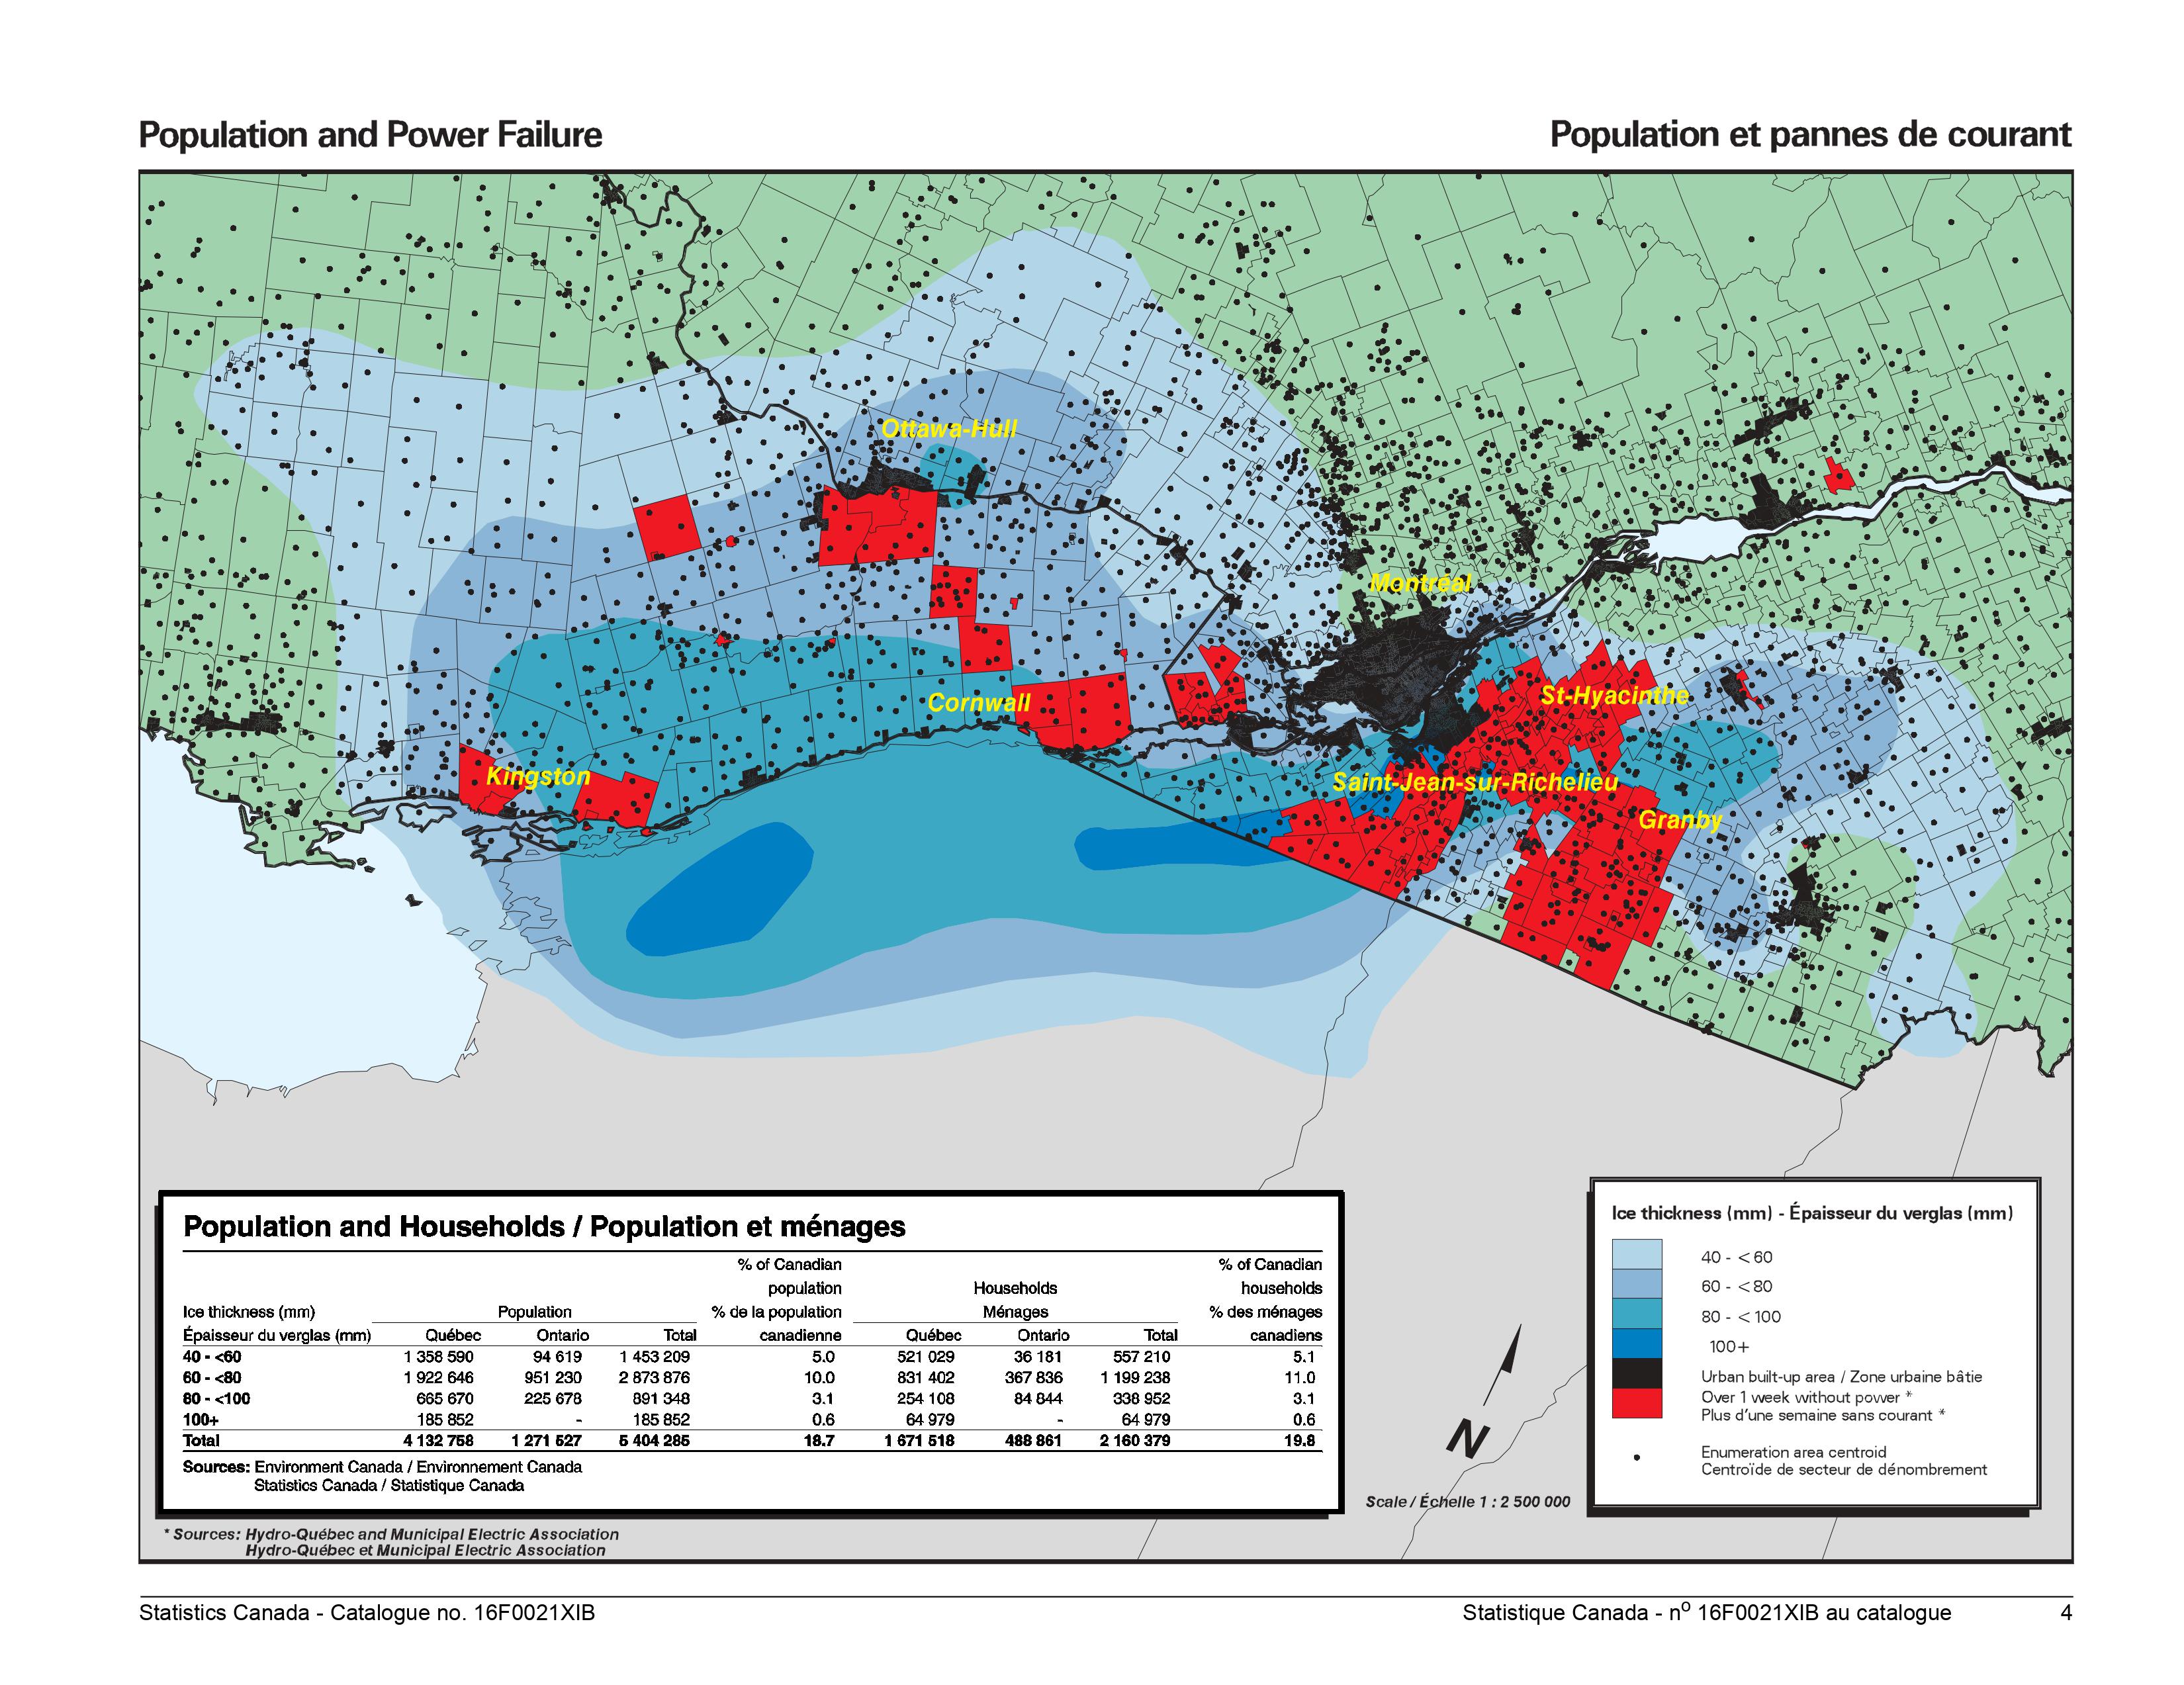 Population and Power Failure
Population et pannes de courant
Ottawa-Hull
Montréal
Cornwall
St-Hyacinthe
Kingston
Saint-Jean-sur-Richelieu
Granby
Population and Households / Population et ménages
% of Canadian % of Canadian
population Households households
Ice thickness (mm) Population % de la population Ménages % des ménages
Épaisseur du verglas (mm) Québec Ontario Total canadienne Québec Ontario Total canadiens
40 - <60 1 358 590 94 619 1 453 209 5.0 521 029 36 181 557 210 5.1
60 - <80 1 922 646 951 230 2 873 876 10.0 831 402 367 836 1 199 238 11.0
80 - <100 665 670 225 678 891 348 3.1 254 108 84 844 338 952 3.1
100+ 185 852 - 185 852 0.6 64 979 - 64 979 0.6
Total 4 132 758 1 271 527 5 404 285 18.7 1 671 518 488 861 2 160 379 19.8
Sources: Environment Canada / Environnement Canada
Statistics Canada / Statistique Canada
* Sources: Hydro-Québec and Municipal Electric Association
Hydro-Québec et Municipal Electric Association
N
Scale / Échelle 1 : 2 500 000
Ice thickness (mm) - Épaisseur du verglas (mm)
40 - < 60
60 - < 80
80 - < 100
100+
Urban built-up area / Zone urbaine bâtie
Over 1 week without power *
Plus d'une semaine sans courant *
Enumeration area centroid
Centroïde de secteur de dénombrement
Statistics Canada - Catalogue no. 16F0021XIB
Statistique Canada - nº 16F0021XIB au catalogue 4